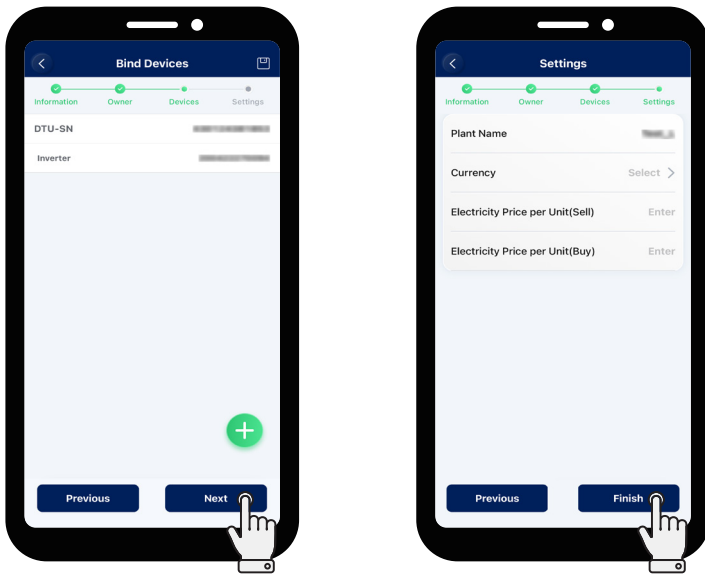 Bind Devices
Information Owner Devices Settings
DTU-SN
Inverter
Previous Next
Settings
Information Owner Devices Settings
Plant Name
Currency Select
Electricity Price per Unit(Sell) Enter
Electricity Price per Unit(Buy) Enter
Previous Finish